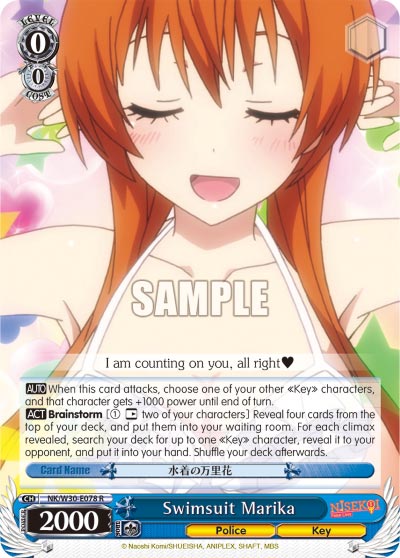 LEVEL
0
0
COST
SAMPLE
I am counting on you, all right♥
AUTO When this card attacks, choose one of your other «Key» characters,
and that character gets +1000 power until end of turn.
ACT Brainstorm [① two of your characters] Reveal four cards from the
top of your deck, and put them into your waiting room. For each climax
revealed, search your deck for up to one «Key» character, reveal it to your
opponent, and put it into your hand. Shuffle your deck afterwards.
Card Name 水着の万里花
CH NK/W30-E078 R
POWER 2000 SOUL Swimsuit Marika NISEKOI
FALSE LOVE
Police Key
© Naoshi Komi/SHUEISHA, ANIPLEX, SHAFT, MBS